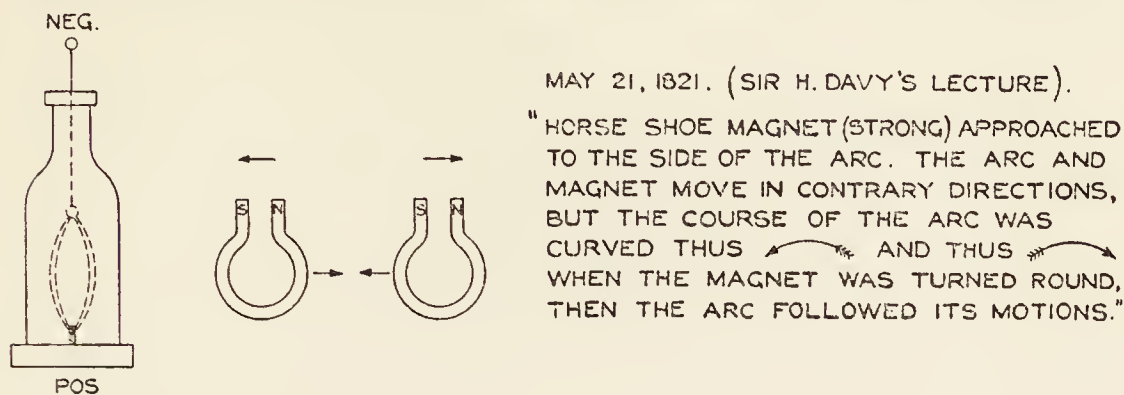 NEG.
POS
S N
S N
MAY 21, 1821. (SIR H. DAVY'S LECTURE).
"HORSE SHOE MAGNET (STRONG) APPROACHED
TO THE SIDE OF THE ARC. THE ARC AND
MAGNET MOVE IN CONTRARY DIRECTIONS,
BUT THE COURSE OF THE ARC WAS
CURVED THUS AND THUS
WHEN THE MAGNET WAS TURNED ROUND,
THEN THE ARC FOLLOWED ITS MOTIONS."